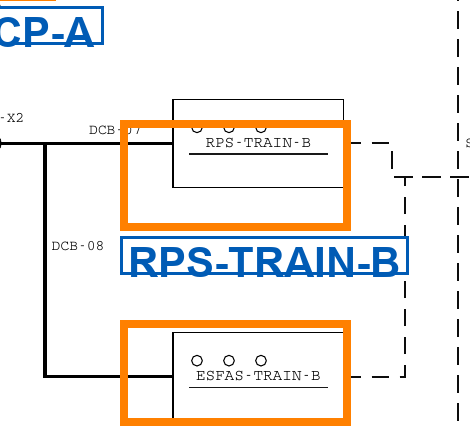 CP-A
-X2
DCB-07
RPS-TRAIN-B
DCB-08
RPS-TRAIN-B
ESFAS-TRAIN-B